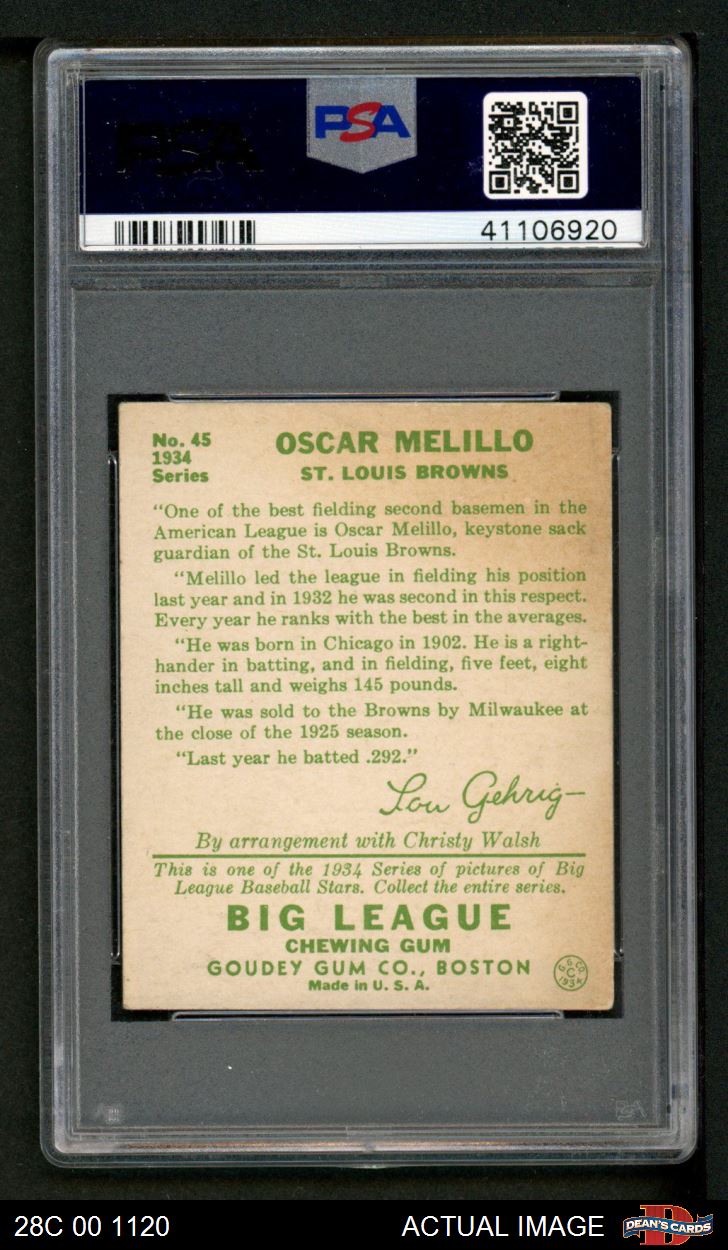 PSA
41106920
No. 45
1934
Series
OSCAR MELILLO
ST. LOUIS BROWNS
“One of the best fielding second basemen in the
American League is Oscar Melillo, keystone sack
guardian of the St. Louis Browns.
“Melillo led the league in fielding his position
last year and in 1932 he was second in this respect.
Every year he ranks with the best in the averages.
“He was born in Chicago in 1902. He is a right-
hander in batting, and in fielding, five feet, eight
inches tall and weighs 145 pounds.
“He was sold to the Browns by Milwaukee at
the close of the 1925 season.
“Last year he batted .292.”
Lou Gehrig
By arrangement with Christy Walsh
This is one of the 1934 Series of pictures of Big
League Baseball Stars. Collect the entire series.
BIG LEAGUE
CHEWING GUM
GOUDEY GUM CO., BOSTON
Made in U. S. A.
G. G. CO.
C
1934
28C 00 1120
ACTUAL IMAGE
D
DEAN'S CARDS